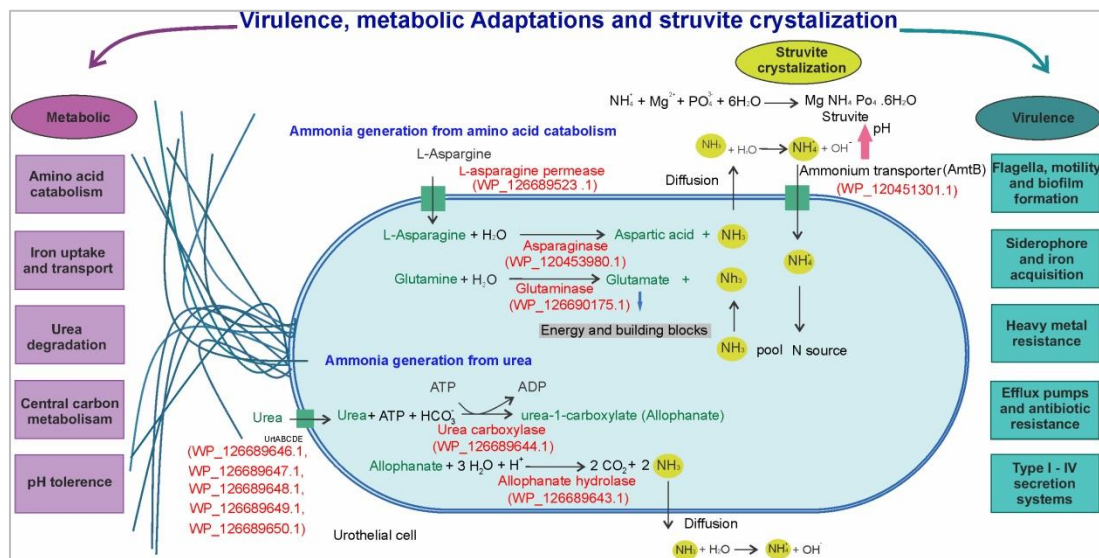 Virulence, metabolic Adaptations and struvite crystalization
Metabolic
Amino acid
catabolism
Iron uptake
and transport
Urea
degradation
Central carbon
metabolisam
pH tolerence
Struvite
crystalization
NH₄⁺ + Mg²⁺ + PO₄³⁻ + 6H₂O → Mg NH₄ Po₄ .6H₂O
Struvite
pH
NH₃ + H₂O → NH₄⁺ + OH⁻
Ammonium transporter (AmtB)
(WP_120451301.1)
Diffusion
Ammonia generation from amino acid catabolism
L-Aspargine
L-asparagine permease
(WP_126689523 .1)
L-Asparagine + H₂O → Aspartic acid + NH₃
Asparaginase
(WP_120453980.1)
Glutamine + H₂O → Glutamate + Nh₃
Glutaminase
(WP_126690175.1)
Energy and building blocks
NH₃ pool
NH₄⁺
N source
Ammonia generation from urea
ATP ADP
Urea
Urea + ATP + HCO₃⁻ → urea-1-carboxylate (Allophanate)
Urea carboxylase
(WP_126689644.1)
UrtABCDE
(WP_126689646.1,
WP_126689647.1,
WP_126689648.1,
WP_126689649.1,
WP_126689650.1)
Allophanate + 3 H₂O + H⁺ → 2 CO₂ + 2 NH₃
Allophanate hydrolase
(WP_126689643.1)
Urothelial cell
Diffusion
NH₃ + H₂O → NH₄⁺ + OH⁻
Virulence
Flagella, motility
and biofilm
formation
Siderophore
and iron
acquisition
Heavy metal
resistance
Efflux pumps
and antibiotic
resistance
Type I - IV
secretion
systems